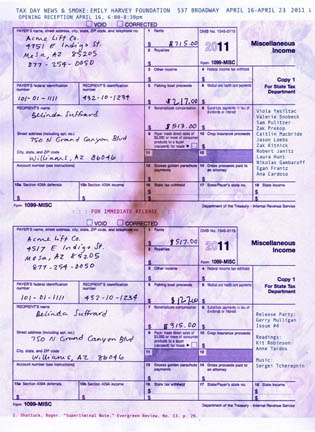 TAX DAY NEWS & SMOKE: EMILY HARVEY FOUNDATION 537 BROADWAY APRIL 16-APRIL 23 2011
OPENING RECEPTION APRIL 16, 6:00-8:30pm
VOID CORRECTED
PAYER'S name, street address, city, state, ZIP code, and telephone no.
Acme Lift Co.
4751 E Indigo St.
Mesa, AZ 85205
877-254-0050
1 Rents
$ 8715.00
2 Royalties
$
3 Other income
$
OMB No. 1545-0115
2011
Form 1099-MISC
Miscellaneous Income
4 Federal income tax withheld
$
Copy 1
For State Tax Department
PAYER'S federal identification number
101-01-1111
RECIPIENT'S identification number
432-10-1234
5 Fishing boat proceeds
6 Medical and health care payments
RECIPIENT'S name
Belinda Suffrard
7 Nonemployee compensation
8 Substitute payments in lieu of dividends or interest
Street address (including apt. no.)
750 N Grand Canyon Blvd
City, state, and ZIP code
Williams, AZ 86046
9 Payer made direct sales of $5,000 or more of consumer products to a buyer (recipient) for resale
10 Crop insurance proceeds
11
12
13 Excess golden parachute payments
14 Gross proceeds paid to an attorney
15a Section 409A deferrals
15b Section 409A income
16 State tax withheld
17 State/Payer's state no.
18 State income
Form 1099-MISC
Department of the Treasury - Internal Revenue Service
Viola Yesiltac
Valerie Snobeck
Sam Pulitzer
Zak Prekop
Caitlin Macbride
Jason Loebs
Zak Kitnick
Robert Janitz
Laura Hunt
Nikolas Gambaroff
Egan Frantz
Ana Cardoso
::::: FOR IMMEDIATE RELEASE :::::
VOID CORRECTED
PAYER'S name, street address, city, state, ZIP code, and telephone no.
Acme Lift Co.
4517 E Indigo St.
Mesa, AZ 85205
877-254-0050
1 Rents
$ 517.00
2 Royalties
$
3 Other income
$
OMB No. 1545-0115
2011
Form 1099-MISC
Miscellaneous Income
4 Federal income tax withheld
$
Copy 1
For State Tax Department
PAYER'S federal identification number
101-01-1111
RECIPIENT'S identification number
432-10-1234
5 Fishing boat proceeds
6 Medical and health care payments
RECIPIENT'S name
Belinda Suffrard
7 Nonemployee compensation
$ 315.00
8 Substitute payments in lieu of dividends or interest
Street address (including apt. no.)
750 N Grand Canyon Blvd
City, state, and ZIP code
Williams, AZ 86046
9 Payer made direct sales of $5,000 or more of consumer products to a buyer (recipient) for resale
10 Crop insurance proceeds
11
12
13 Excess golden parachute payments
14 Gross proceeds paid to an attorney
15a Section 409A deferrals
15b Section 409A income
16 State tax withheld
17 State/Payer's state no.
18 State income
Form 1099-MISC
Department of the Treasury - Internal Revenue Service
Release Party:
Gerry Mulligan
Issue #4
Readings:
Kit Robinson
Anne Tardos
Music:
Sergei Tcherepnin
1. Shattuck, Roger. "Superliminal Note." Evergreen Review, No. 13. p. 29.